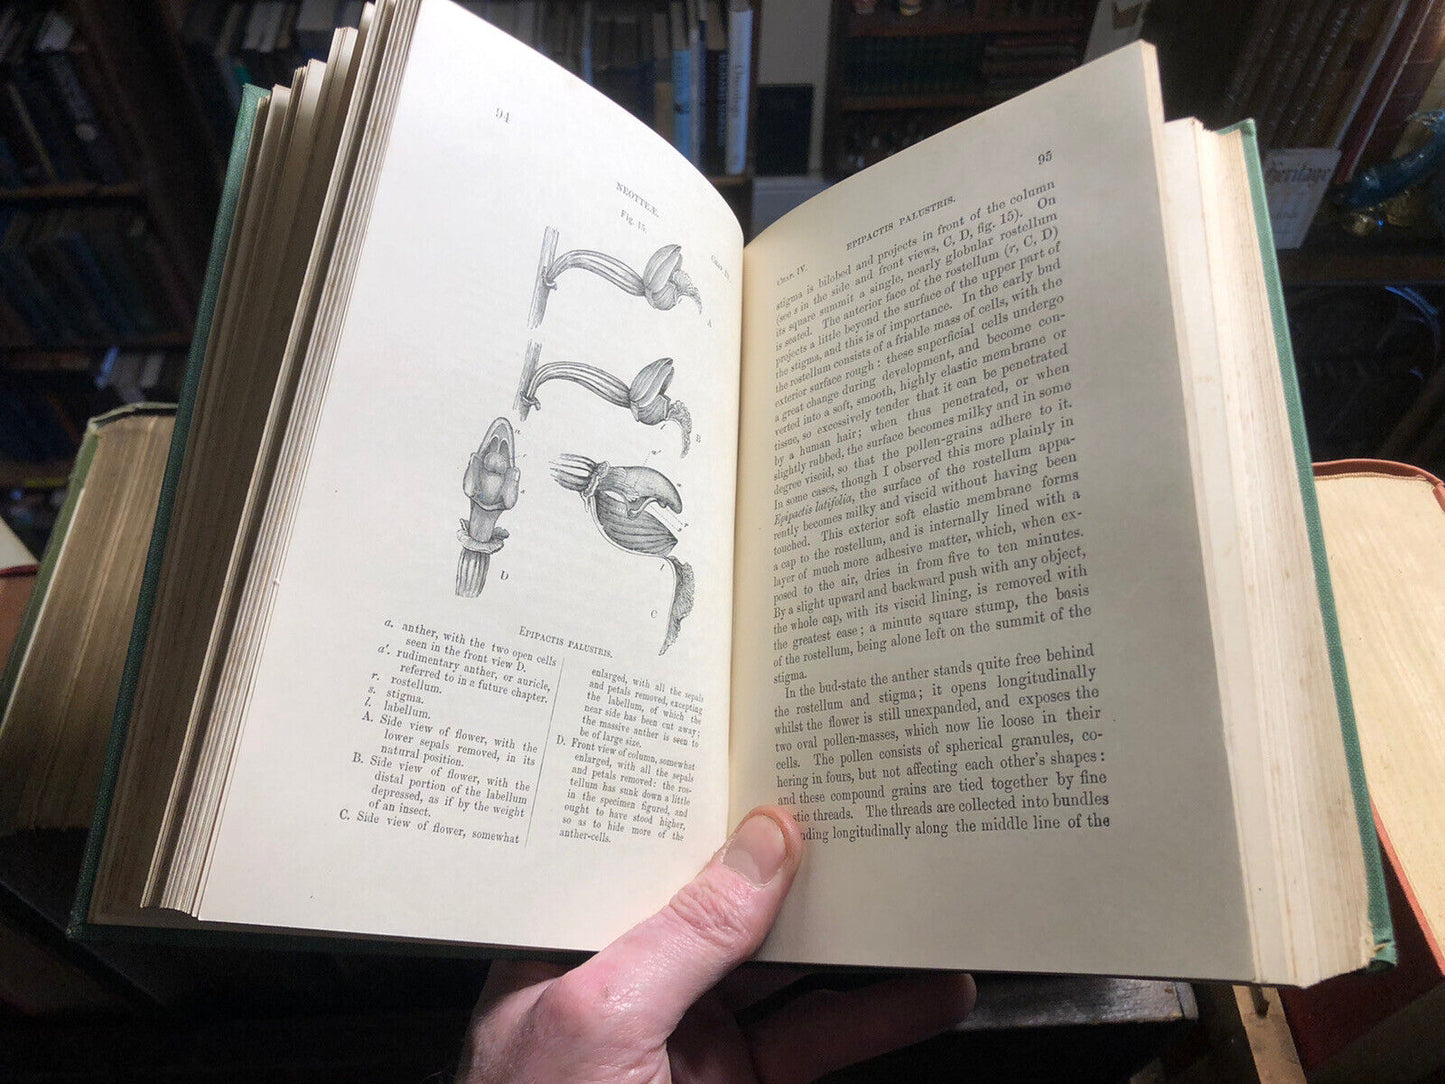 94
NEOTTEÆ.
CHAP. IV.
Fig. 15.
A
B
C
D
EPIPACTIS PALUSTRIS.
a. anther, with the two open cells
seen in the front view D.
a'. rudimentary anther, or auricle,
referred to in a future chapter.
r. rostellum.
s. stigma.
l. labellum.
A. Side view of flower, with the
lower sepals removed, in its
natural position.
B. Side view of flower, with the
distal portion of the labellum
depressed, as if by the weight
of an insect.
C. Side view of flower, somewhat
enlarged, with all the sepals
and petals removed, excepting
the labellum, of which the
near side has been cut away;
the massive anther is seen to
be of large size.
D. Front view of column, somewhat
enlarged, with all the sepals
and petals removed: the ros-
tellum has sunk down a little
in the specimen figured, and
ought to have stood higher,
so as to hide more of the
anther-cells.
95
CHAP. IV.
EPIPACTIS PALUSTRIS.
stigma is bilobed and projects in front of the column
(see s in the side and front views, C, D, fig. 15). On
its square summit a single, nearly globular rostellum
is seated. The anterior face of the rostellum (r, C, D)
projects a little beyond the surface of the upper part of
the stigma, and this is of importance. In the early bud
the rostellum consists of a friable mass of cells, with the
exterior surface rough: these superficial cells undergo
a great change during development, and become con-
verted into a soft, smooth, highly elastic membrane or
tissue, so excessively tender that it can be penetrated
by a human hair; when thus penetrated, or when
slightly rubbed, the surface becomes milky and in some
degree viscid, so that the pollen-grains adhere to it.
In some cases, though I observed this more plainly in
Epipactis latifolia, the surface of the rostellum appa-
rently becomes milky and viscid without having been
touched. This exterior soft elastic membrane forms
a cap to the rostellum, and is internally lined with a
layer of much more adhesive matter, which, when ex-
posed to the air, dries in from five to ten minutes.
By a slight upward and backward push with any object,
the whole cap, with its viscid lining, is removed with
the greatest ease; a minute square stump, the basis
of the rostellum, being alone left on the summit of the
stigma.
In the bud-state the anther stands quite free behind
the rostellum and stigma; it opens longitudinally
whilst the flower is still unexpanded, and exposes the
two oval pollen-masses, which now lie loose in their
cells. The pollen consists of spherical granules, co-
hering in fours, but not affecting each other's shapes:
and these compound grains are tied together by fine
stic threads. The threads are collected into bundles
nding longitudinally along the middle line of the